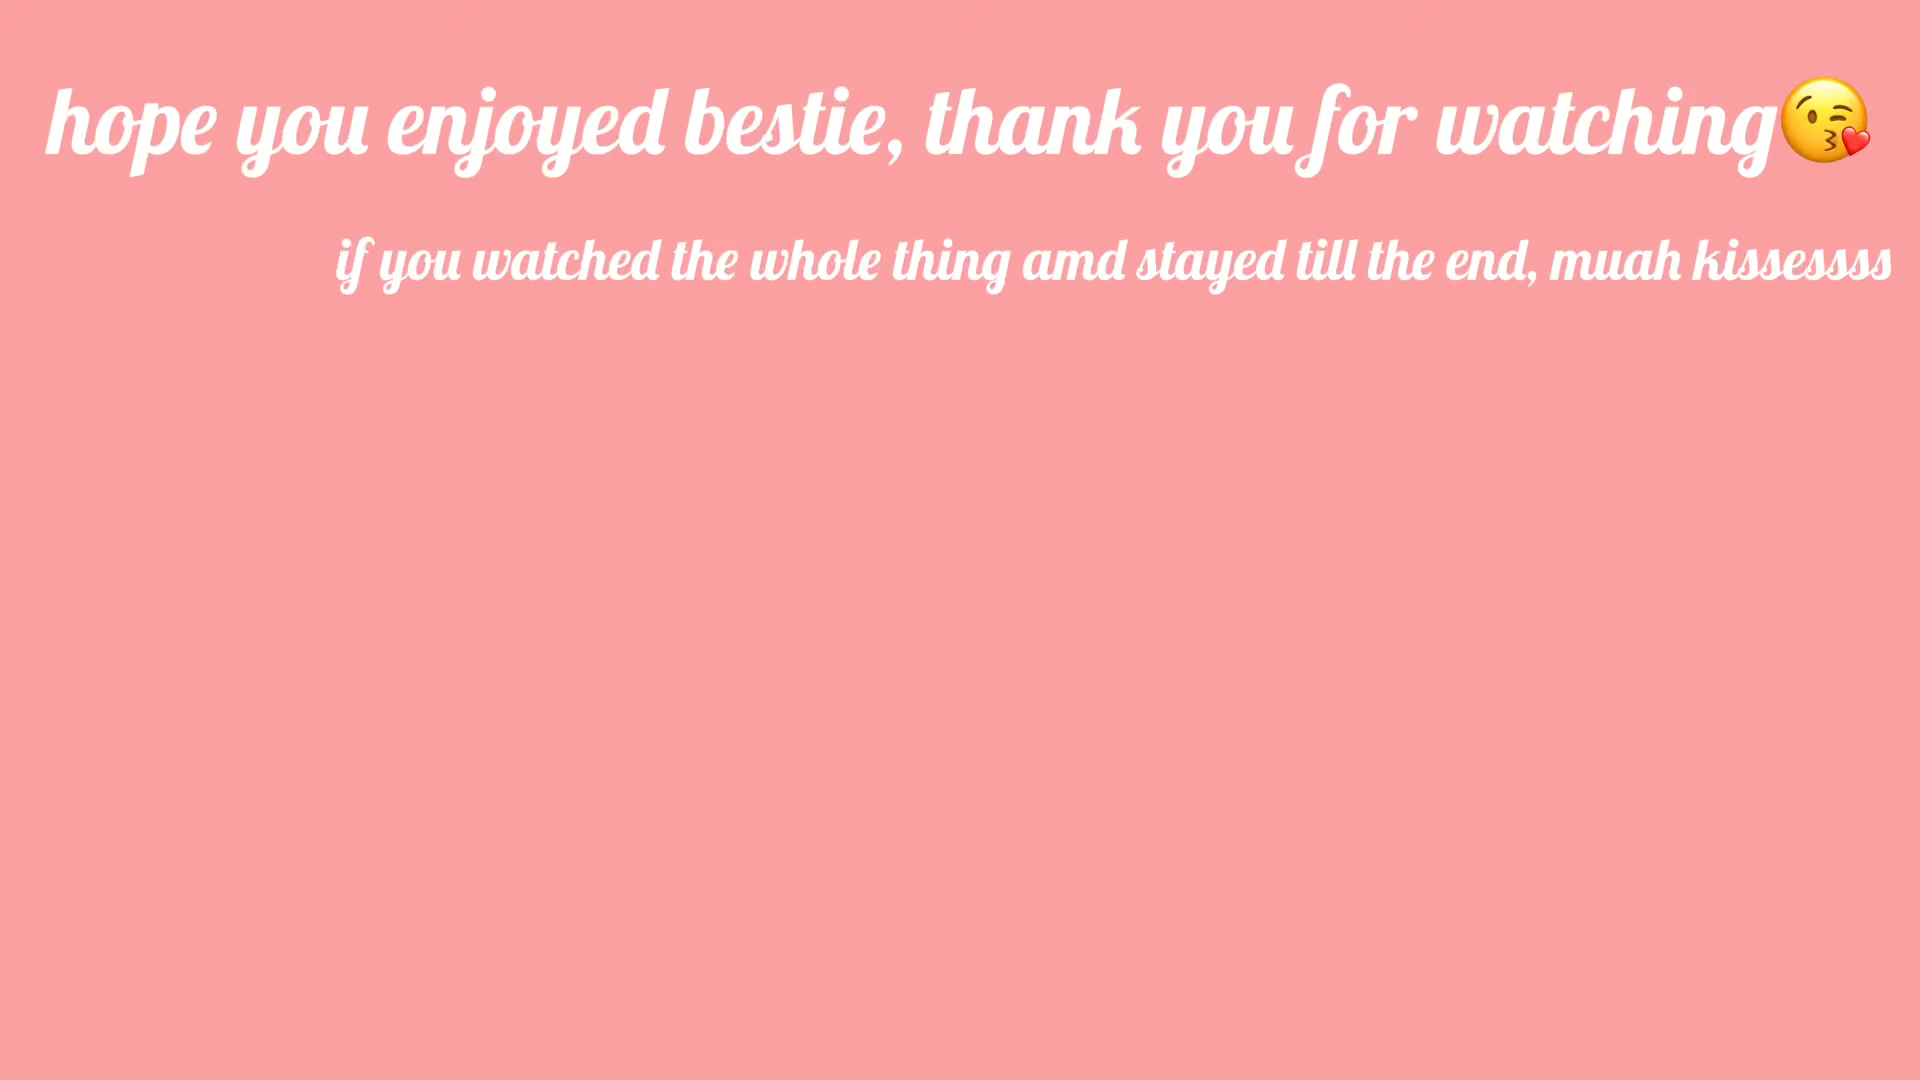 hope you enjoyed bestie, thank you for watching😘
if you watched the whole thing amd stayed till the end, muah kissessss